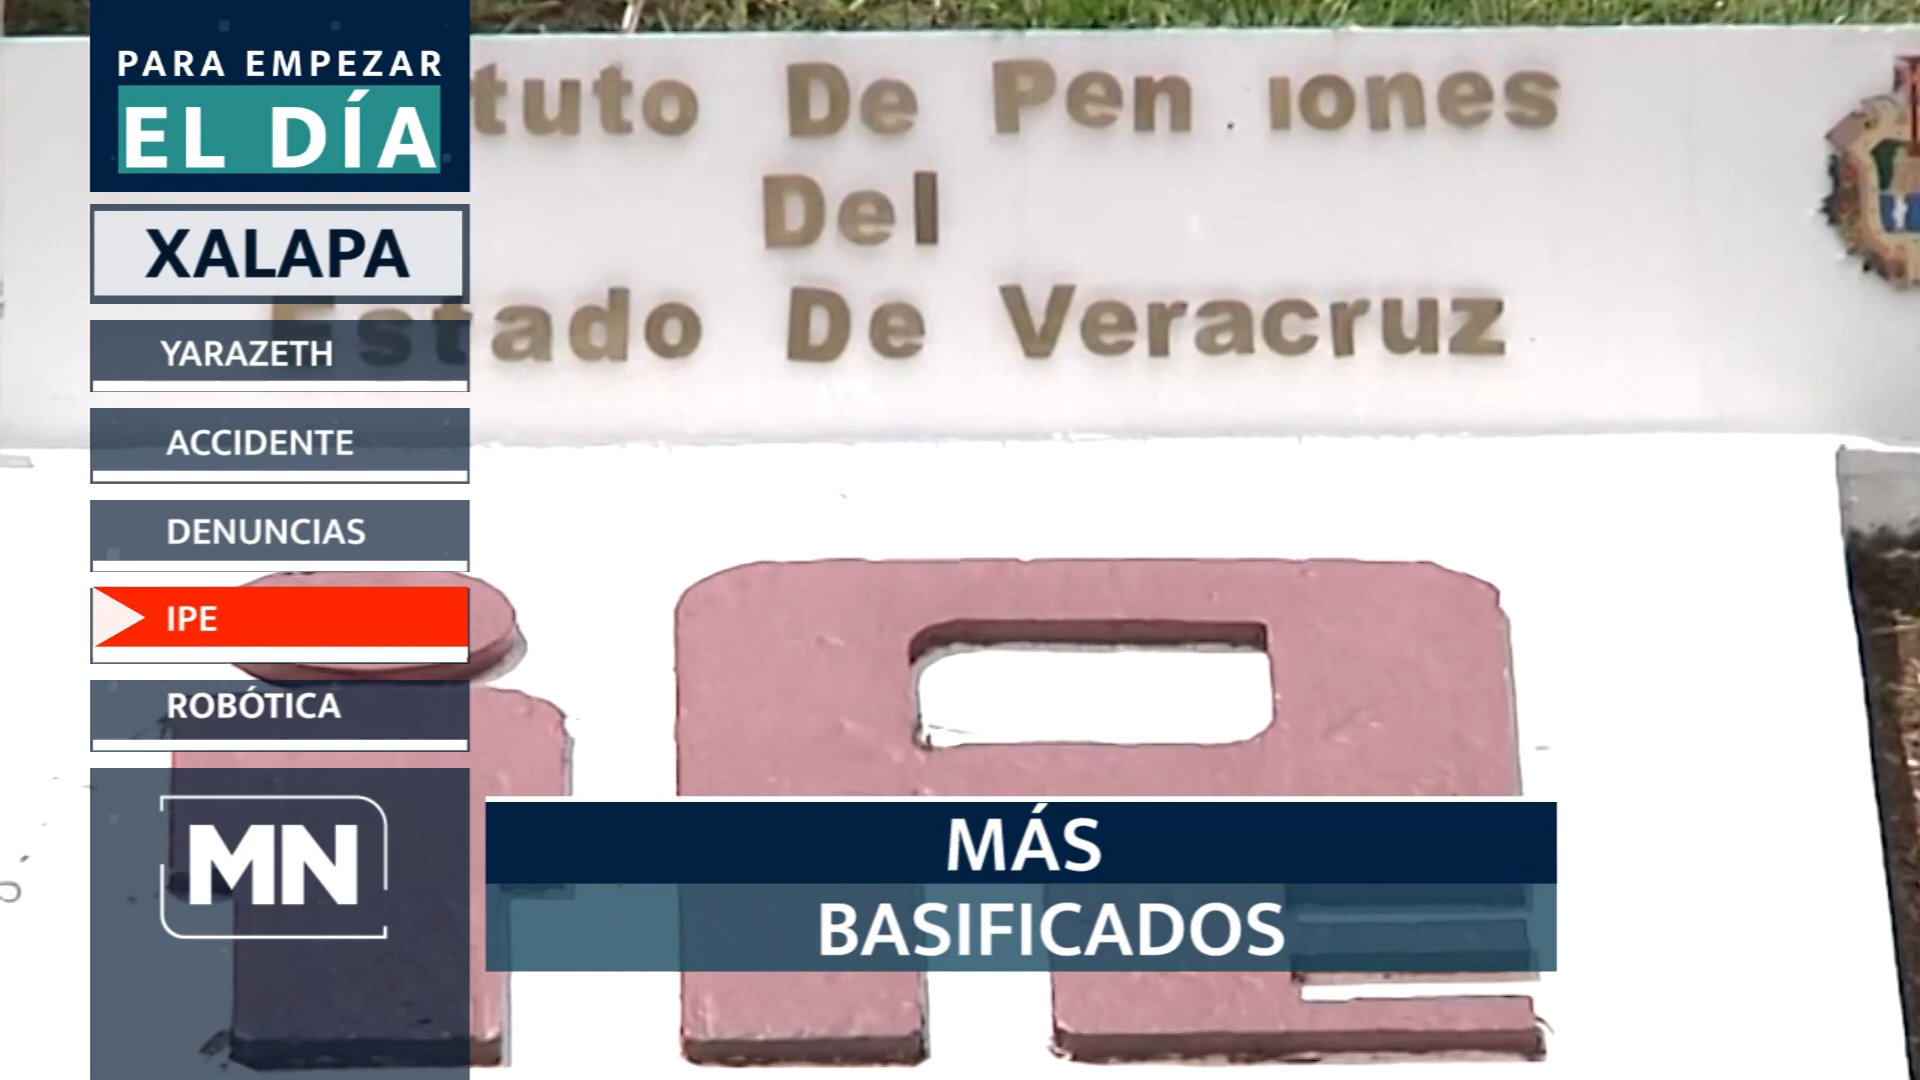 PARA EMPEZAR
EL DÍA
XALAPA
YARAZETH
ACCIDENTE
DENUNCIAS
IPE
ROBÓTICA
MN
tuto De Pen iones
Del
Estado De Veracruz
MÁS
BASIFICADOS